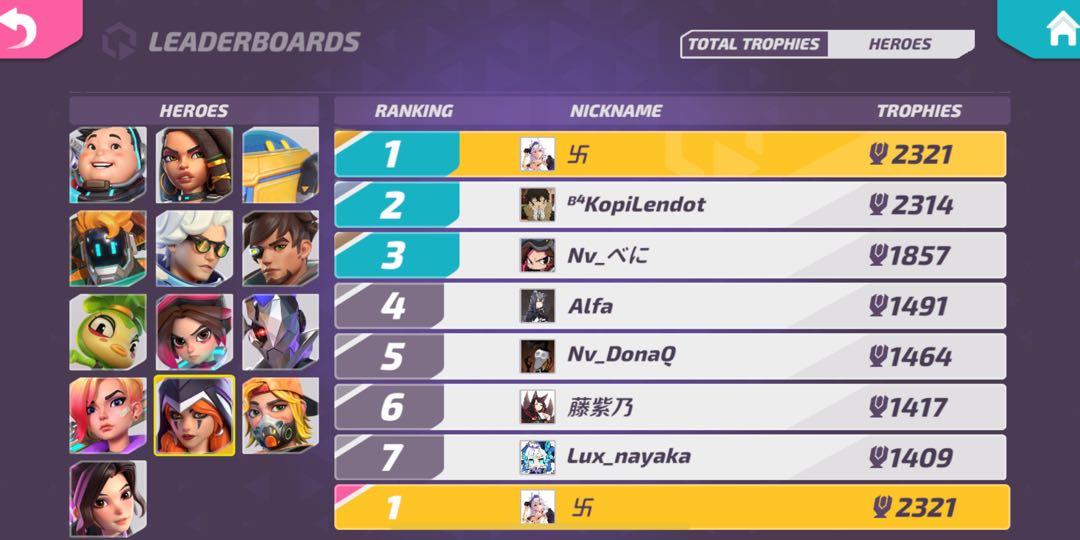 LEADERBOARDS
TOTAL TROPHIES HEROES
HEROES RANKING NICKNAME TROPHIES
1 卐 2321
2 ᴮ⁴KopiLendot 2314
3 Nv_べに 1857
4 Alfa 1491
5 Nv_DonaQ 1464
6 藤紫乃 1417
7 Lux_nayaka 1409
1 卐 2321